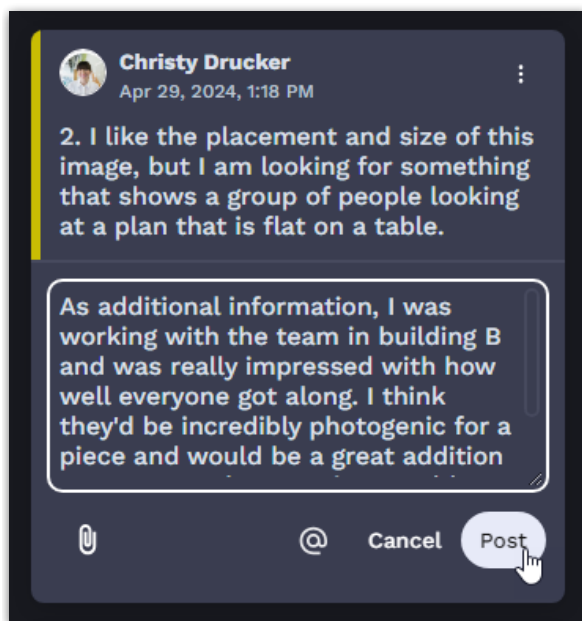 Christy Drucker
Apr 29, 2024, 1:18 PM
2. I like the placement and size of this
image, but I am looking for something
that shows a group of people looking
at a plan that is flat on a table.
As additional information, I was
working with the team in building B
and was really impressed with how
well everyone got along. I think
they'd be incredibly photogenic for a
piece and would be a great addition
@
Cancel
Post